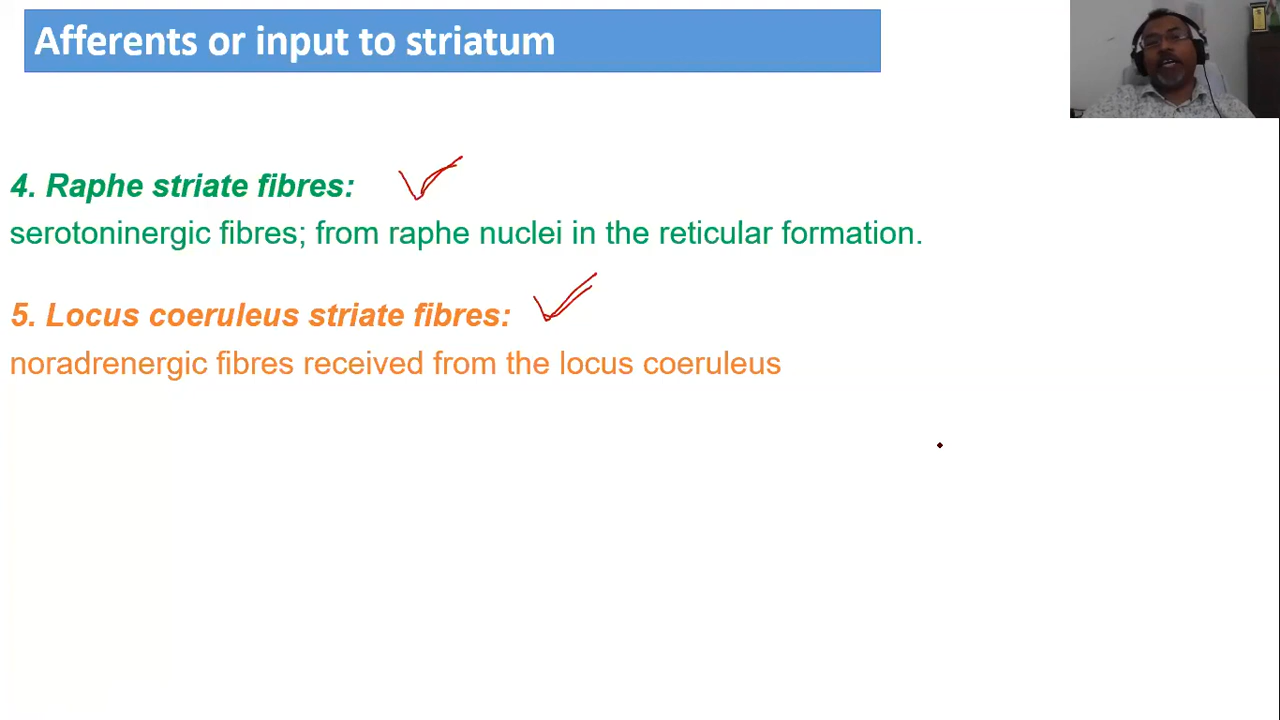 Afferents or input to striatum
4. Raphe striate fibres:
serotoninergic fibres; from raphe nuclei in the reticular formation.
5. Locus coeruleus striate fibres:
noradrenergic fibres received from the locus coeruleus